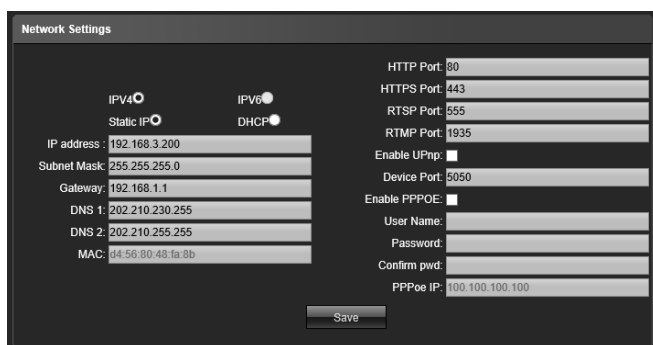 Network Settings
IPV4 IPV6
Static IP DHCP
IP address : 192.168.3.200
Subnet Mask: 255.255.255.0
Gateway: 192.168.1.1
DNS 1: 202.210.230.255
DNS 2: 202.210.255.255
MAC: d4:56:80:48:fa:8b
HTTP Port: 80
HTTPS Port: 443
RTSP Port: 555
RTMP Port: 1935
Enable UPnp:
Device Port: 5050
Enable PPPOE:
User Name:
Password:
Confirm pwd:
PPPoe IP: 100.100.100.100
Save